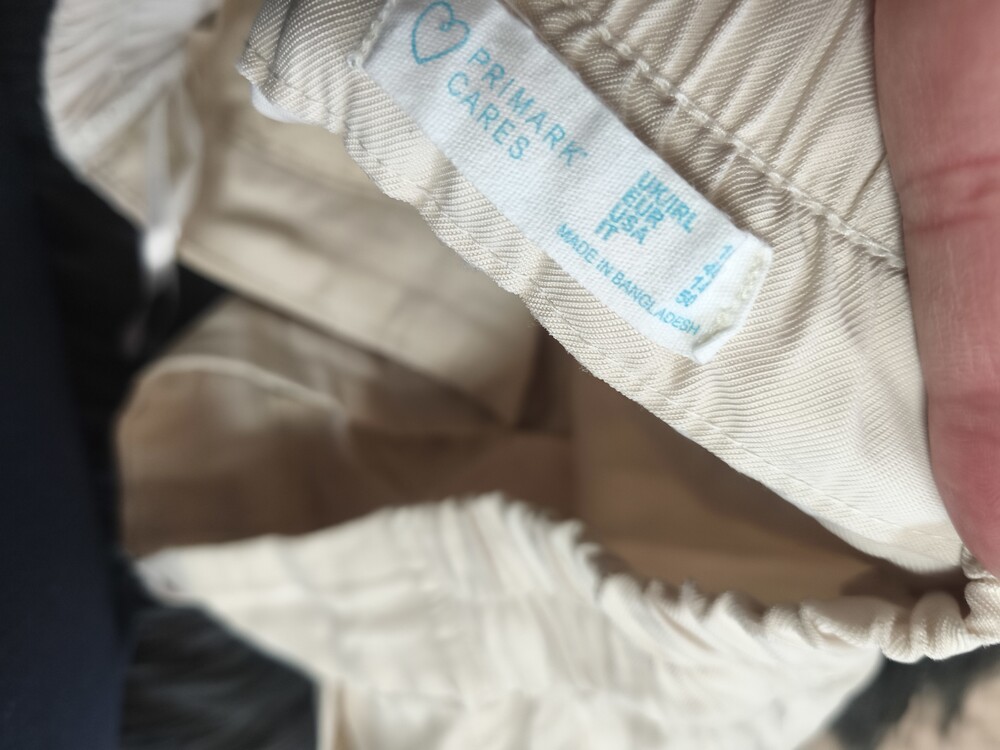 PRIMARK
CARES
UK/IRL
EUR
USA
IT
MADE IN BANGLADESH